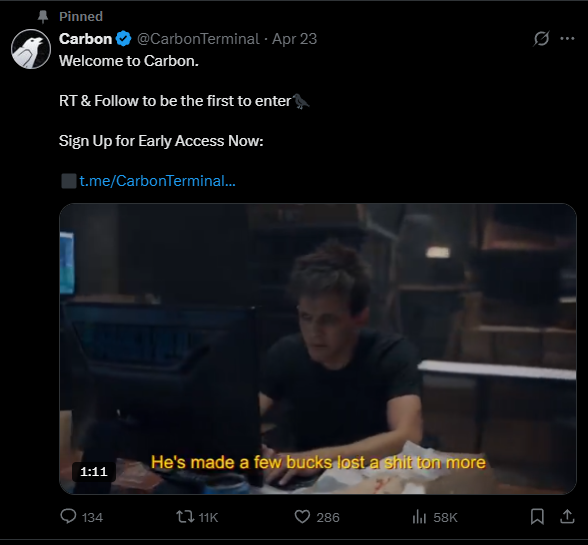 Pinned
Carbon @CarbonTerminal · Apr 23
Welcome to Carbon.
RT & Follow to be the first to enter🐦‍⬛
Sign Up for Early Access Now:
⬛t.me/CarbonTerminal...
He's made a few bucks lost a shit ton more
1:11
134 11K 286 58K